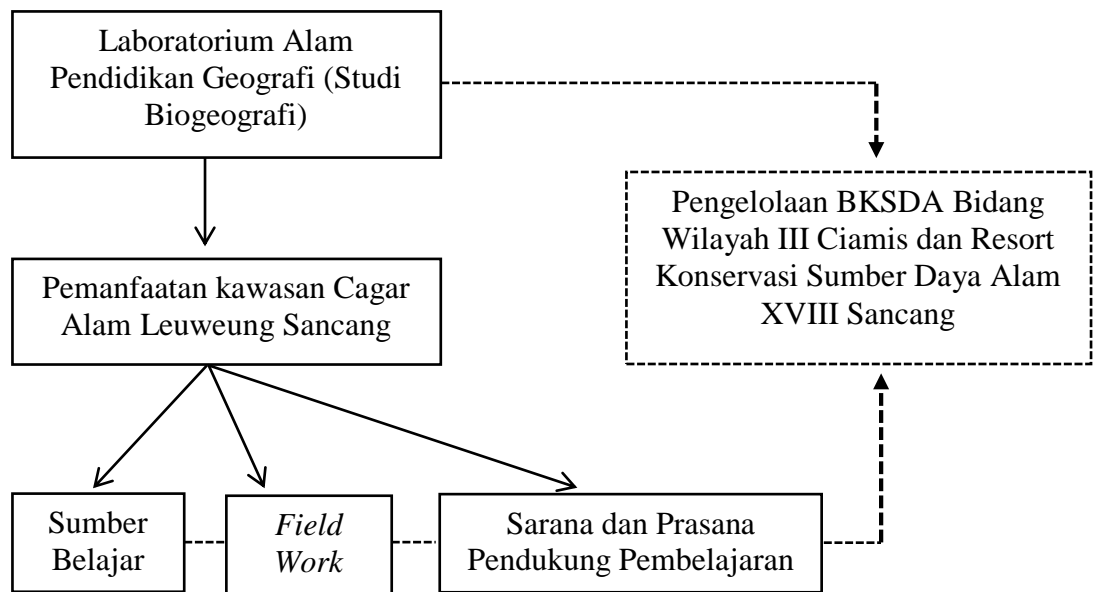 Laboratorium Alam
Pendidikan Geografi (Studi
Biogeografi)
Pengelolaan BKSDA Bidang
Wilayah III Ciamis dan Resort
Konservasi Sumber Daya Alam
XVIII Sancang
Pemanfaatan kawasan Cagar
Alam Leuweung Sancang
Sumber
Belajar
Field
Work
Sarana dan Prasana
Pendukung Pembelajaran